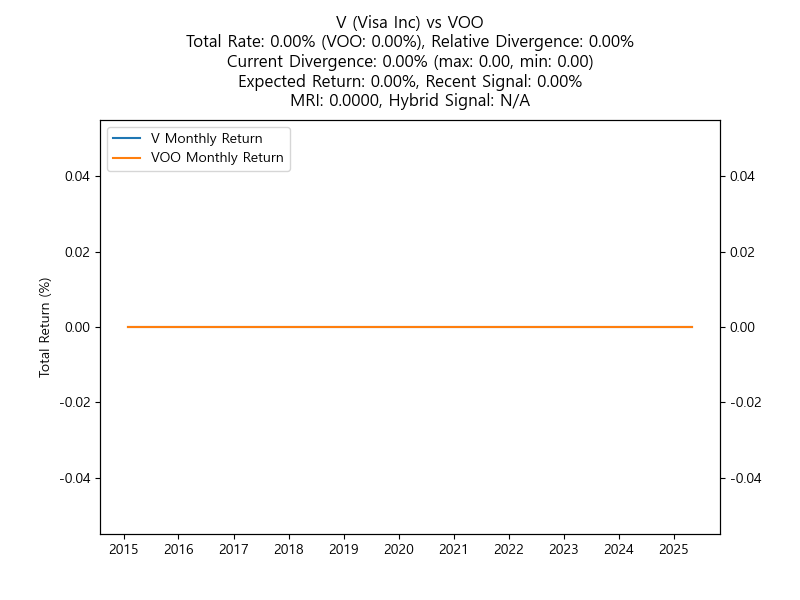 V (Visa Inc) vs VOO
Total Rate: 0.00% (VOO: 0.00%), Relative Divergence: 0.00%
Current Divergence: 0.00% (max: 0.00, min: 0.00)
Expected Return: 0.00%, Recent Signal: 0.00%
MRI: 0.0000, Hybrid Signal: N/A
V Monthly Return
VOO Monthly Return
Total Return (%)
0.04
0.02
0.00
-0.02
-0.04
0.04
0.02
0.00
-0.02
-0.04
2015 2016 2017 2018 2019 2020 2021 2022 2023 2024 2025